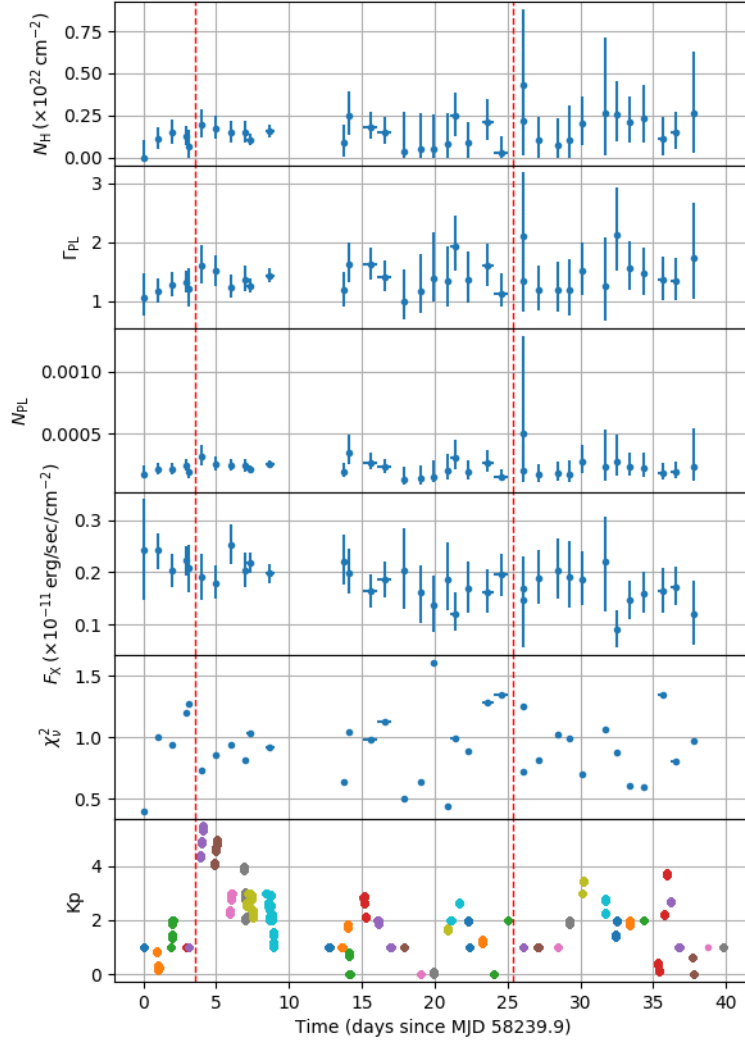 N_H (×10^22 cm^−2)
0.75
0.50
0.25
0.00
Γ_PL
3
2
1
N_PL
0.0010
0.0005
F_X (×10^−11 erg/sec/cm^−2)
0.3
0.2
0.1
χ_ν^2
1.5
1.0
0.5
Kp
4
2
0
0 5 10 15 20 25 30 35 40
Time (days since MJD 58239.9)